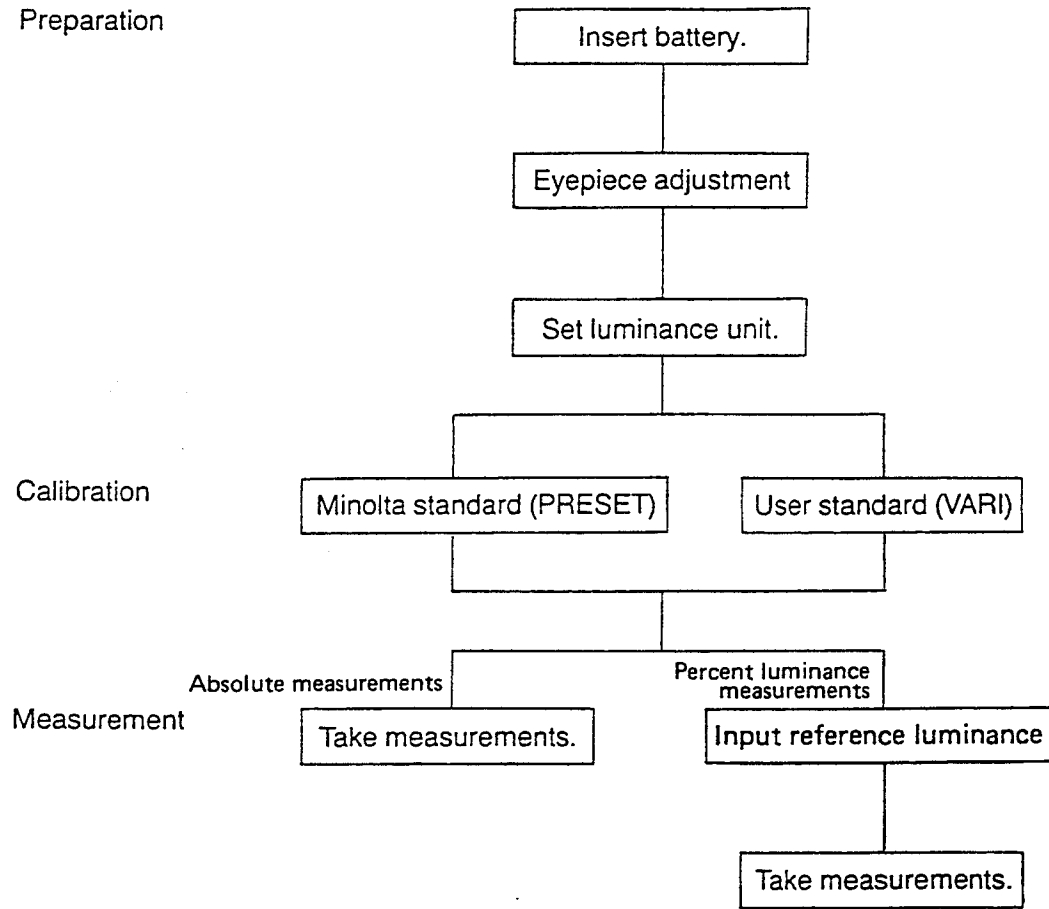 Preparation
Insert battery.
Eyepiece adjustment
Set luminance unit.
Calibration
Minolta standard (PRESET)
User standard (VARI)
Absolute measurements
Percent luminance
measurements
Measurement
Take measurements.
Input reference luminance
Take measurements.